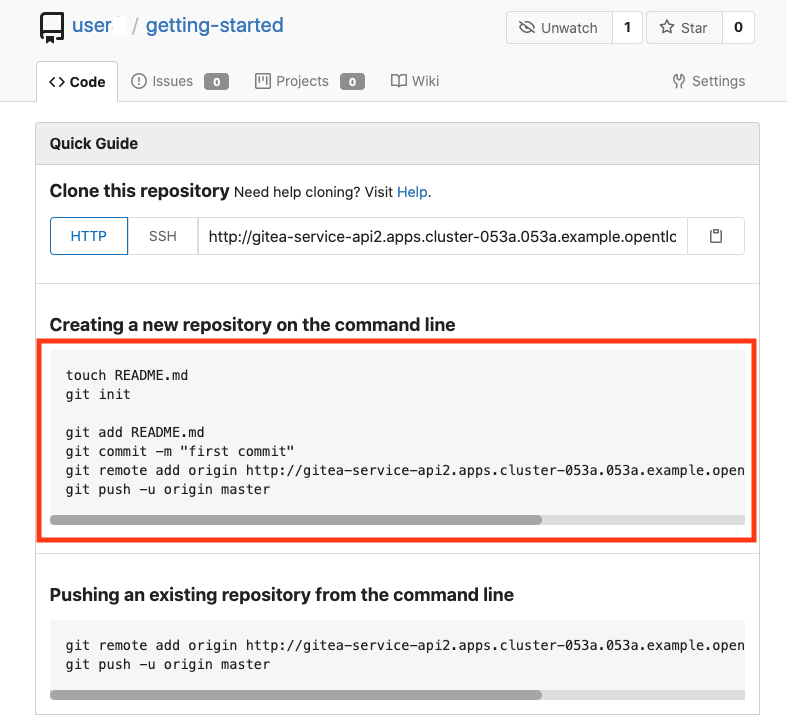 user / getting-started
Unwatch 1 Star 0
Code Issues 0 Projects 0 Wiki Settings
Quick Guide
Clone this repository Need help cloning? Visit Help.
HTTP SSH http://gitea-service-api2.apps.cluster-053a.053a.example.opentlc
Creating a new repository on the command line
touch README.md
git init
git add README.md
git commit -m "first commit"
git remote add origin http://gitea-service-api2.apps.cluster-053a.053a.example.open
git push -u origin master
Pushing an existing repository from the command line
git remote add origin http://gitea-service-api2.apps.cluster-053a.053a.example.open
git push -u origin master